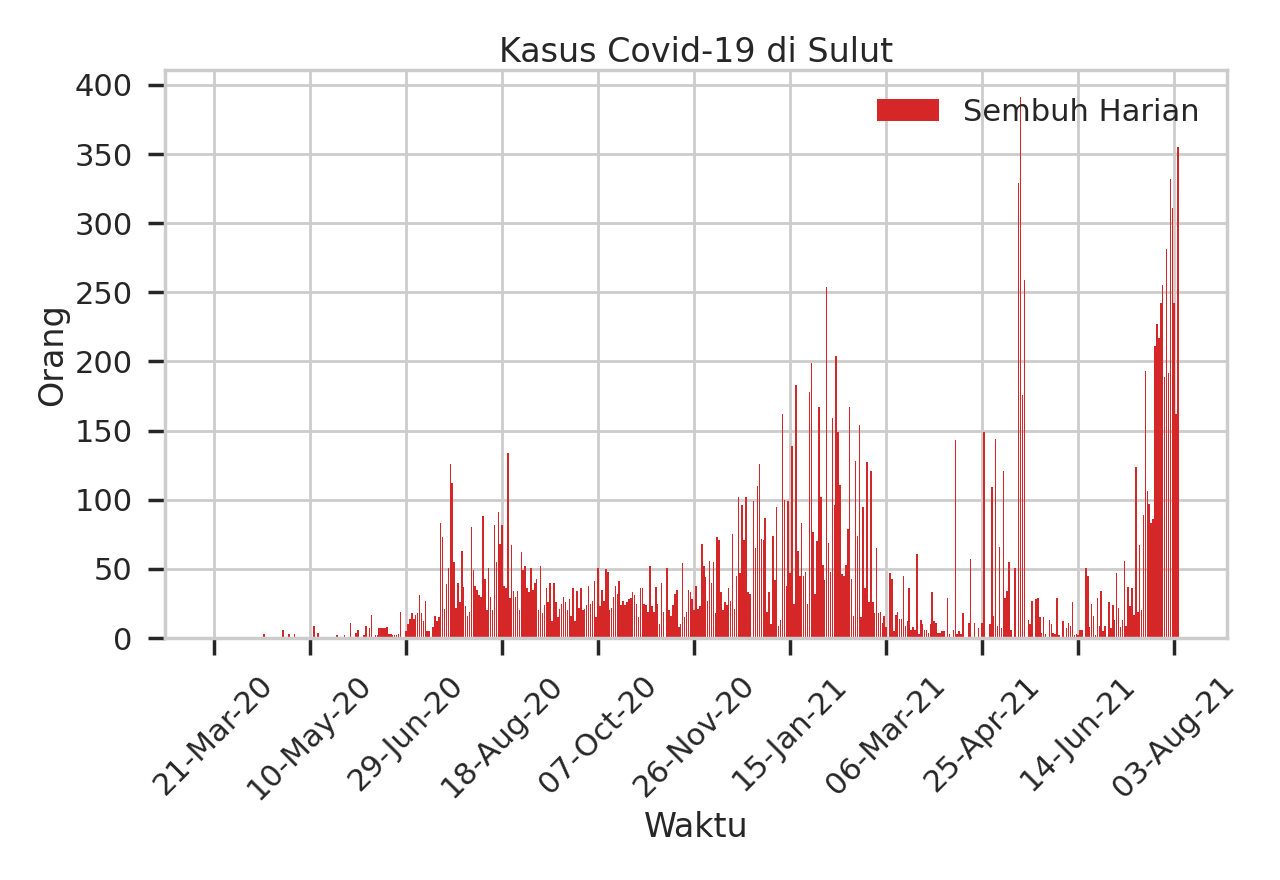 Kasus Covid-19 di Sulut
Sembuh Harian
400
350
300
250
200
150
100
50
0
Orang
21-Mar-20
10-May-20
29-Jun-20
18-Aug-20
07-Oct-20
26-Nov-20
15-Jan-21
06-Mar-21
25-Apr-21
14-Jun-21
03-Aug-21
Waktu